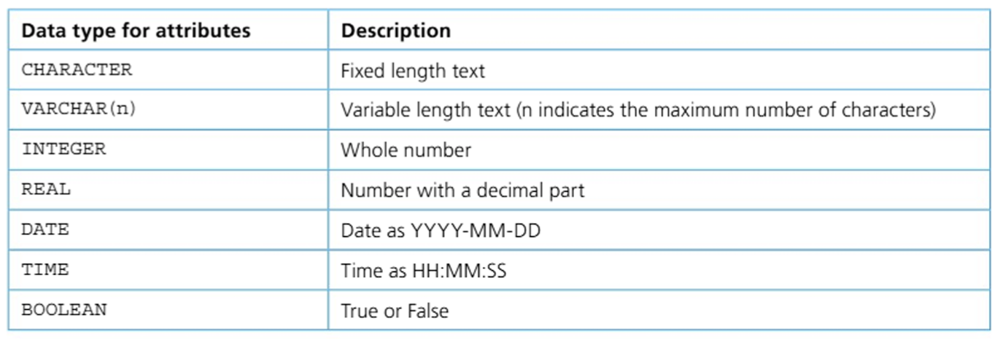 Data type for attributes Description
CHARACTER Fixed length text
VARCHAR(n) Variable length text (n indicates the maximum number of characters)
INTEGER Whole number
REAL Number with a decimal part
DATE Date as YYYY-MM-DD
TIME Time as HH:MM:SS
BOOLEAN True or False